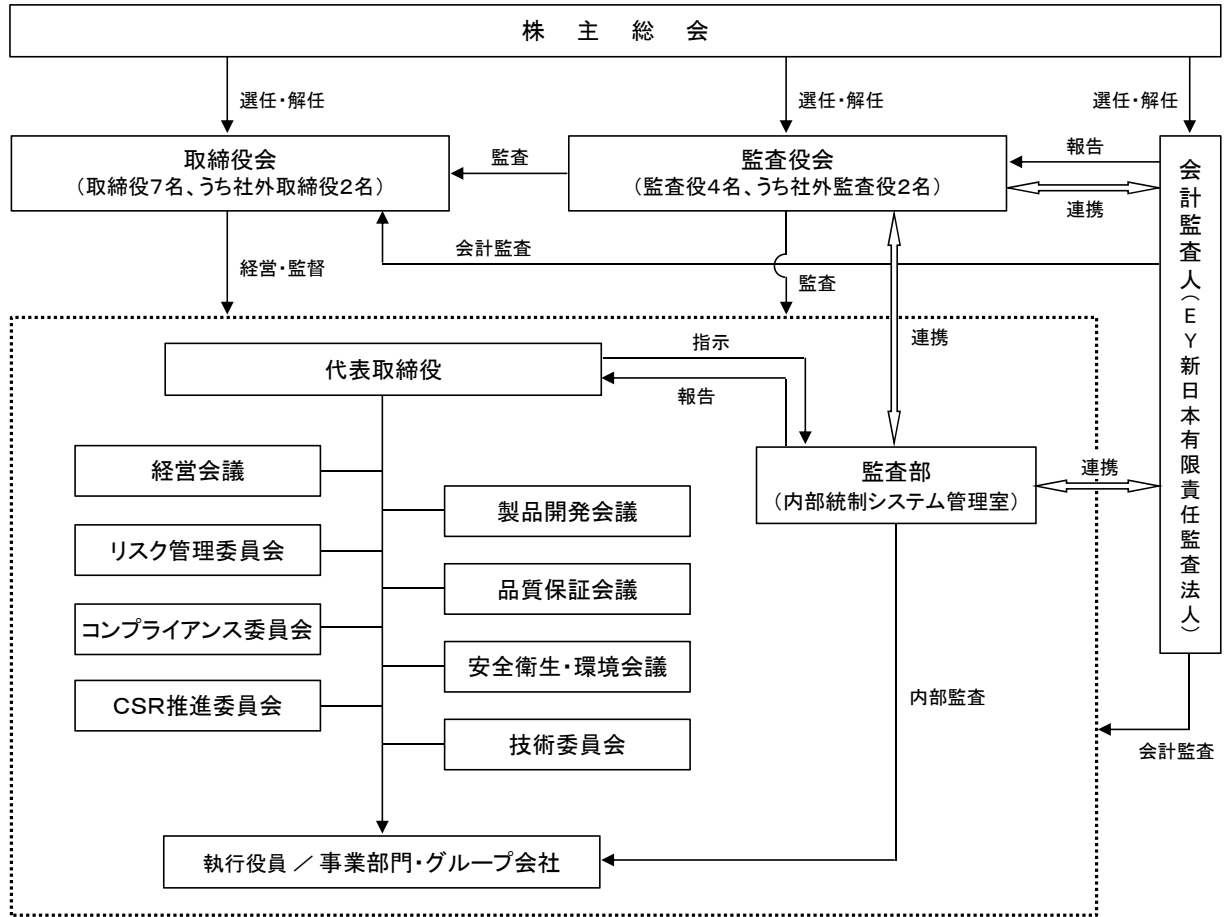 株主総会
選任・解任
選任・解任
選任・解任
取締役会
（取締役7名、うち社外取締役2名）
監査
監査役会
（監査役4名、うち社外監査役2名）
報告
連携
会計監査人（EY新日本有限責任監査法人）
経営・監督
会計監査
監査
連携
代表取締役
指示
報告
経営会議
製品開発会議
リスク管理委員会
品質保証会議
コンプライアンス委員会
安全衛生・環境会議
CSR推進委員会
技術委員会
監査部
（内部統制システム管理室）
連携
内部監査
会計監査
執行役員 ／ 事業部門・グループ会社